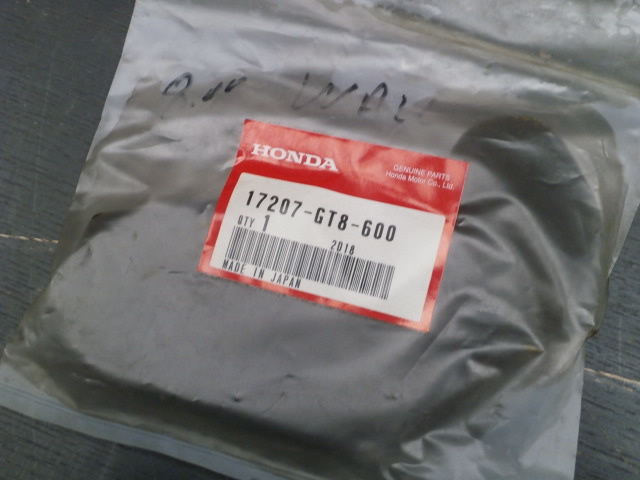 HONDA
GENUINE PARTS
Honda Motor Co., Ltd.
17207-GT8-600
QTY 1
2018
MADE IN JAPAN